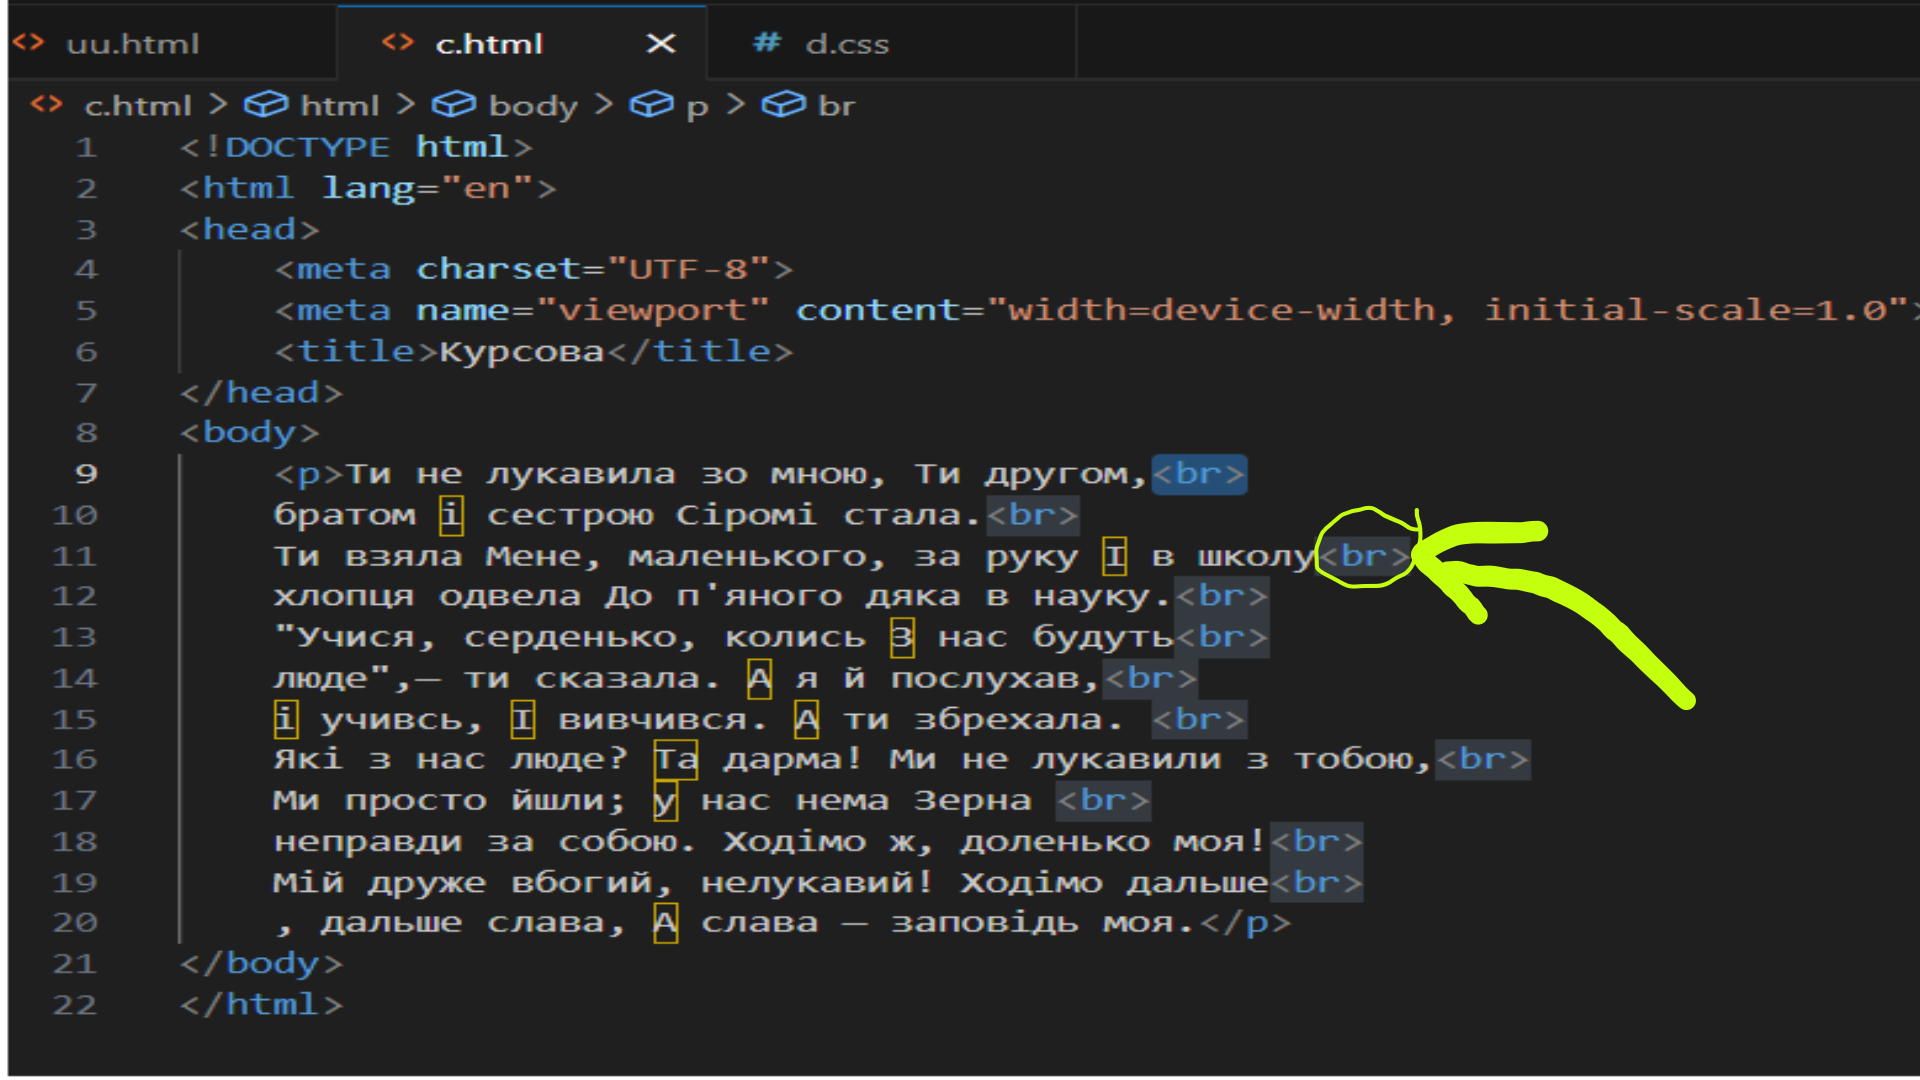 uu.html c.html d.css
c.html > html > body > p > br
1 <!DOCTYPE html>
2 <html lang="en">
3 <head>
4 <meta charset="UTF-8">
5 <meta name="viewport" content="width=device-width, initial-scale=1.0">
6 <title>Курсова</title>
7 </head>
8 <body>
9 <p>Ти не лукавила зо мною, Ти другом,<br>
10 братом і сестрою Сіромі стала.<br>
11 Ти взяла Мене, маленького, за руку І в школу<br>
12 хлопця одвела До п'яного дяка в науку.<br>
13 "Учися, серденько, колись З нас будуть<br>
14 люде",— ти сказала. А я й послухав,<br>
15 і учивсь, І вивчився. А ти збрехала. <br>
16 Які з нас люде? Та дарма! Ми не лукавили з тобою,<br>
17 Ми просто йшли; у нас нема Зерна <br>
18 неправди за собою. Ходімо ж, доленько моя!<br>
19 Мій друже вбогий, нелукавий! Ходімо дальше<br>
20 , дальше слава, А слава — заповідь моя.</p>
21 </body>
22 </html>